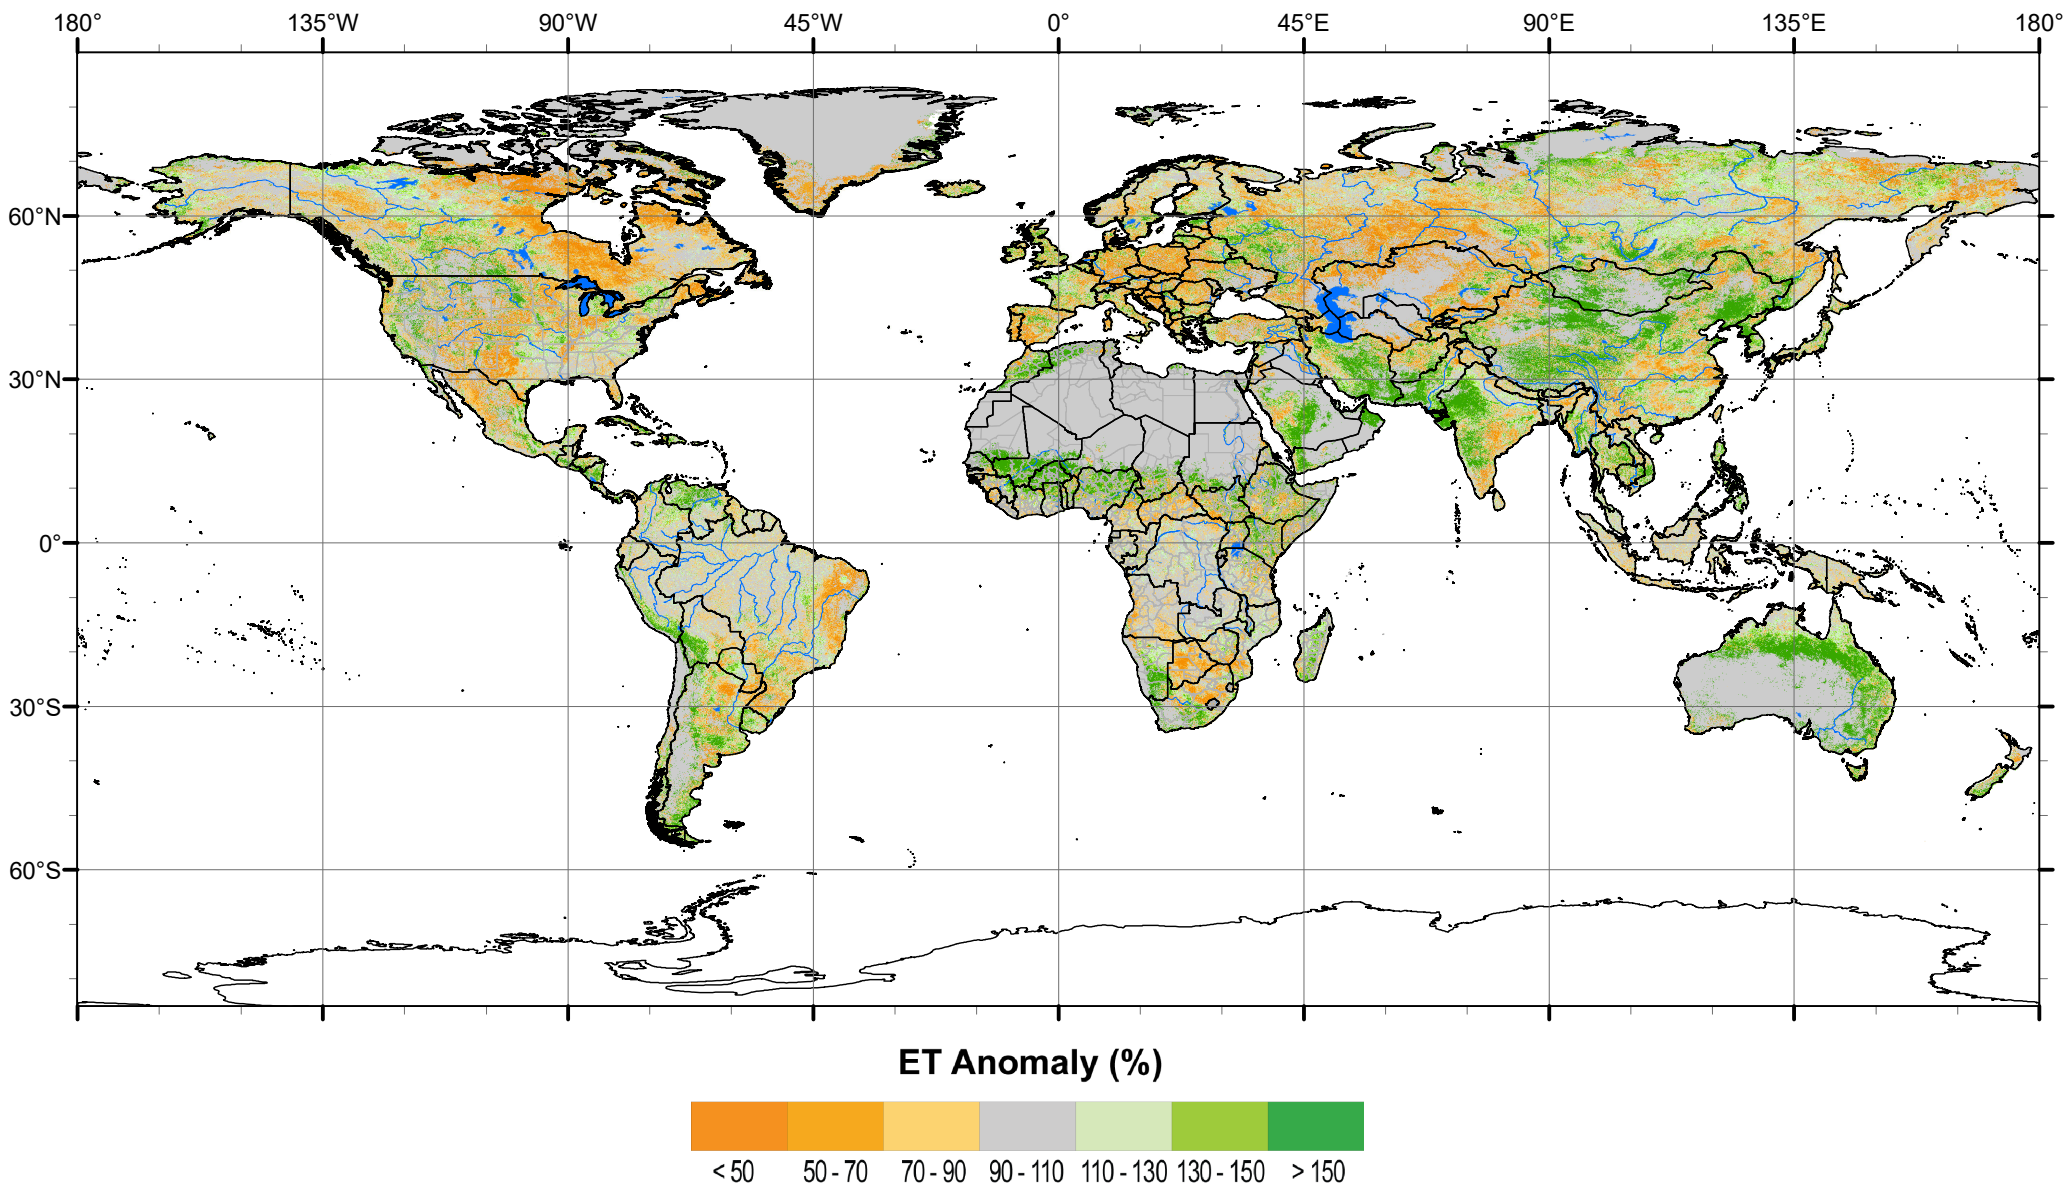 180° 135°W 90°W 45°W 0° 45°E 90°E 135°E 180°
60°N
30°N
0°
30°S
60°S
ET Anomaly (%)
< 50 50 - 70 70 - 90 90 - 110 110 - 130 130 - 150 > 150